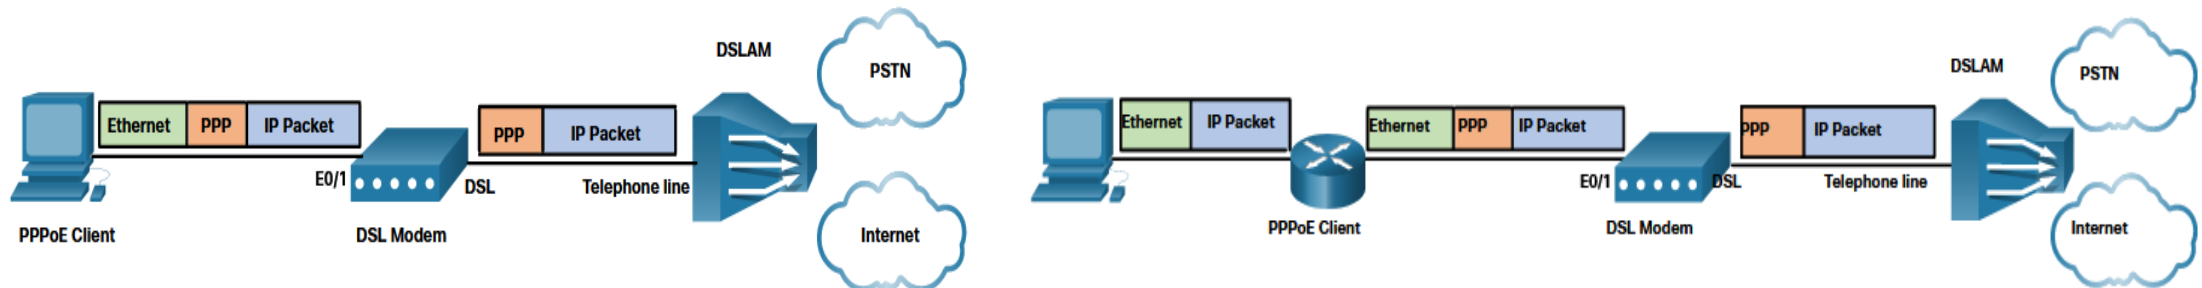 DSLAM
PSTN
Ethernet PPP IP Packet
PPP IP Packet
E0/1
DSL
Telephone line
PPPoE Client
DSL Modem
Internet
DSLAM
PSTN
Ethernet IP Packet
Ethernet PPP IP Packet
PPP IP Packet
E0/1
DSL
Telephone line
PPPoE Client
DSL Modem
Internet